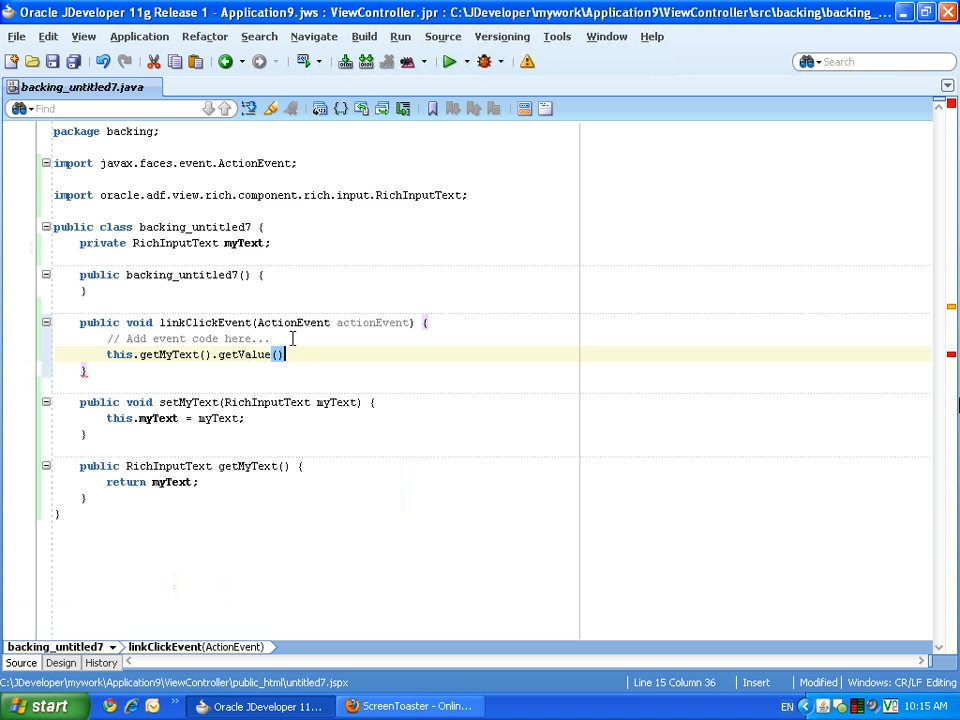 Oracle JDeveloper 11g Release 1 - Application9.jws : ViewController.jpr : C:\JDeveloper\mywork\Application9\ViewController\src\backing\backing_...
File Edit View Application Refactor Search Navigate Build Run Source Versioning Tools Window Help
Search
backing_untitled7.java
Find
package backing;
import javax.faces.event.ActionEvent;
import oracle.adf.view.rich.component.rich.input.RichInputText;
public class backing_untitled7 {
private RichInputText myText;
public backing_untitled7() {
}
public void linkClickEvent(ActionEvent actionEvent) {
// Add event code here...
this.getMyText().getValue()
}
public void setMyText(RichInputText myText) {
this.myText = myText;
}
public RichInputText getMyText() {
return myText;
}
}
backing_untitled7 linkClickEvent(ActionEvent)
Source Design History
C:\JDeveloper\mywork\Application9\ViewController\public_html\untitled7.jspx Line 15 Column 36 Insert Modified Windows: CR/LF Editing
start Oracle JDeveloper 11... ScreenToaster - Onlin... EN 10:15 AM